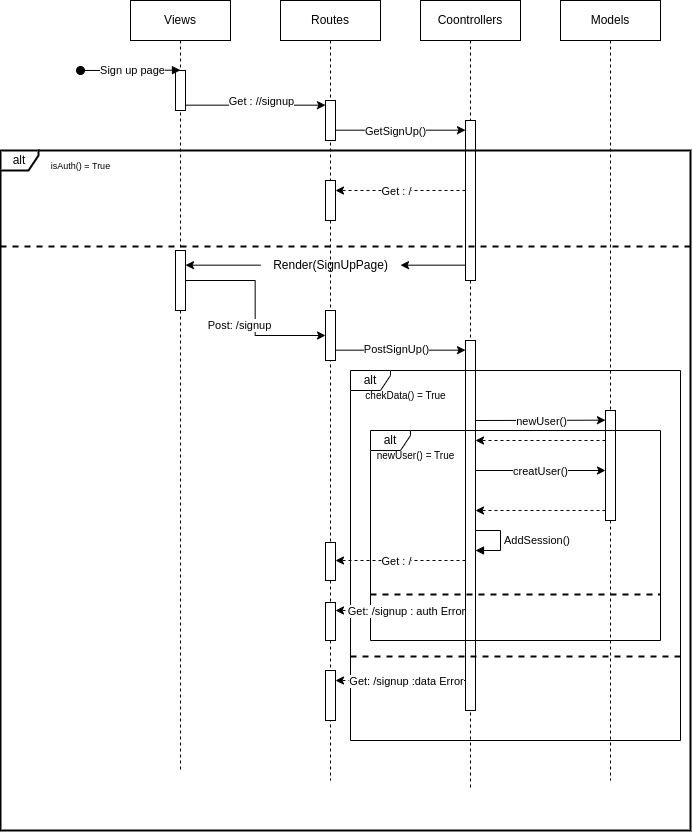 Views
Routes
Coontrollers
Models
Sign up page
Get : //signup
GetSignUp()
alt
isAuth() = True
Get : /
Render(SignUpPage)
Post: /signup
PostSignUp()
alt
chekData() = True
newUser()
alt
newUser() = True
creatUser()
AddSession()
Get : /
Get: /signup : auth Error
Get: /signup :data Error